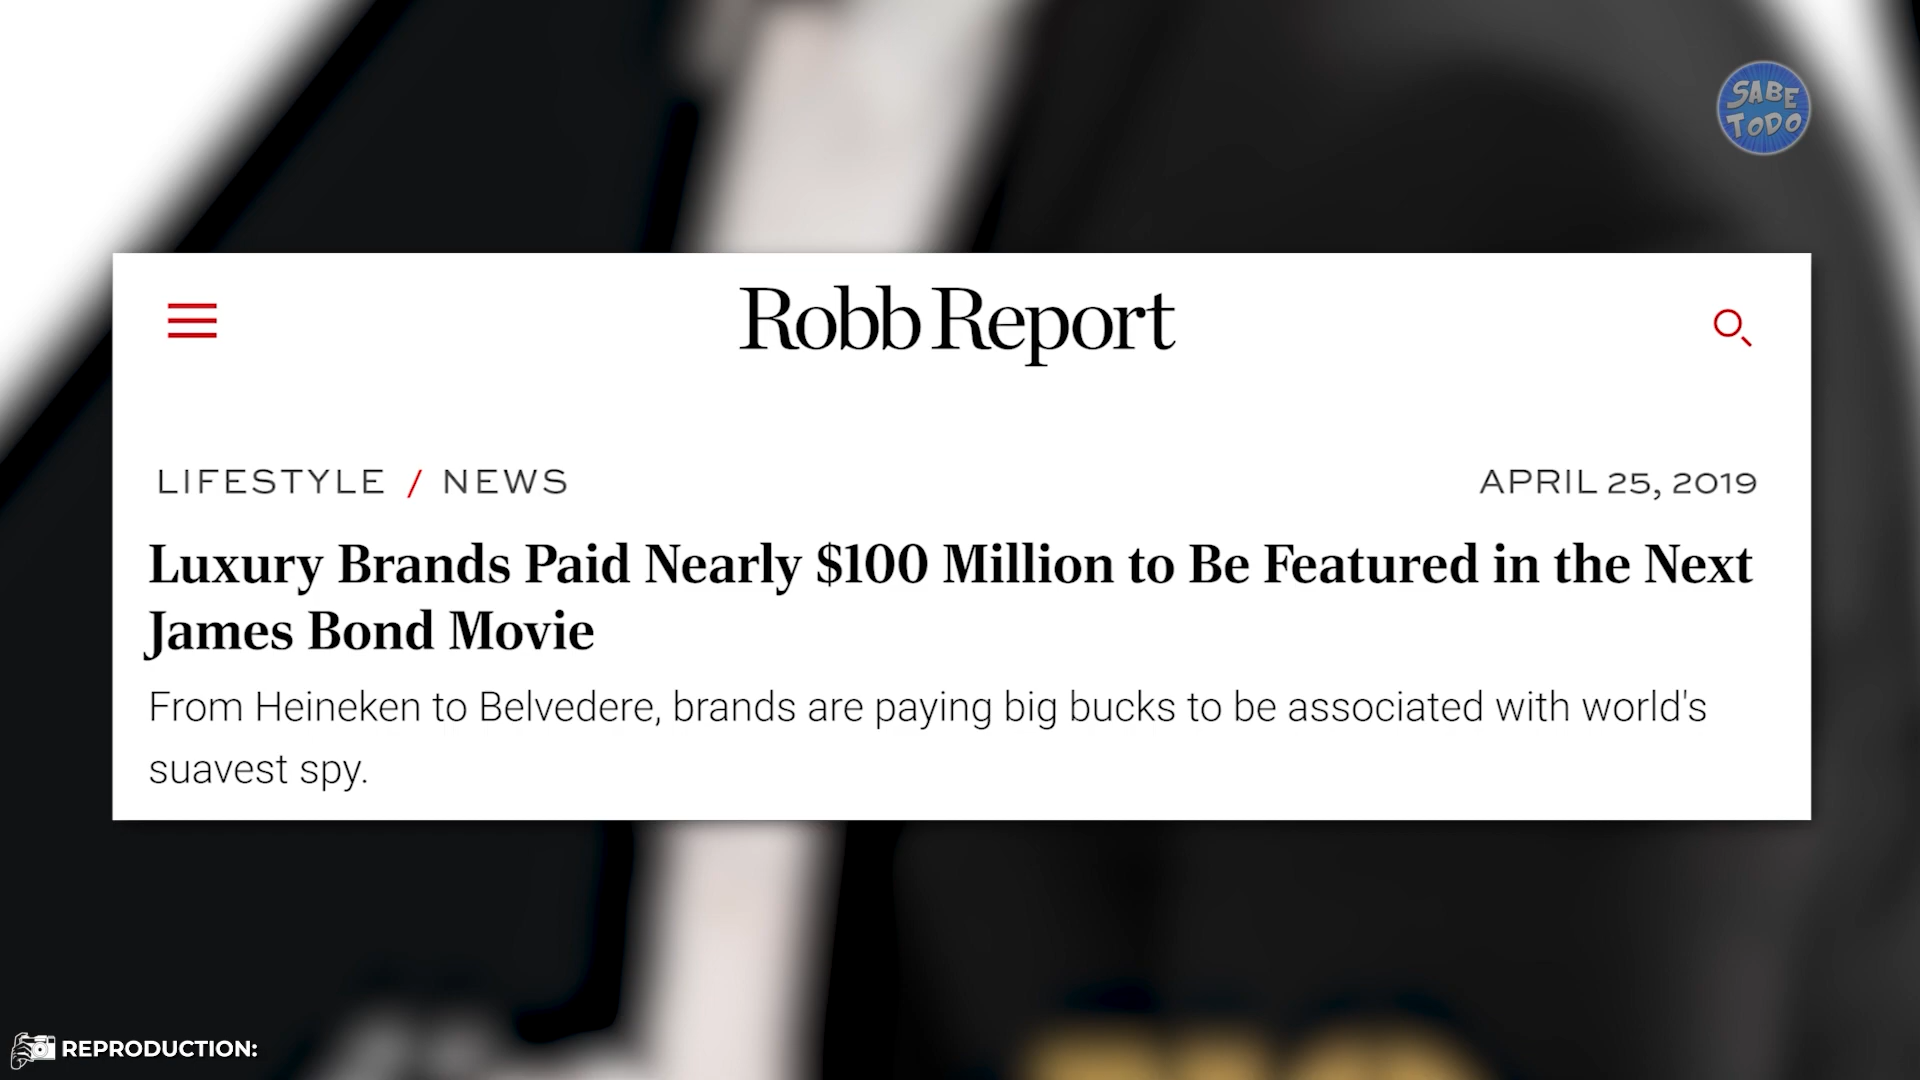 SABE
TODO
Robb Report
LIFESTYLE / NEWS
APRIL 25, 2019
Luxury Brands Paid Nearly $100 Million to Be Featured in the Next
James Bond Movie
From Heineken to Belvedere, brands are paying big bucks to be associated with world's
suavest spy.
REPRODUCTION: